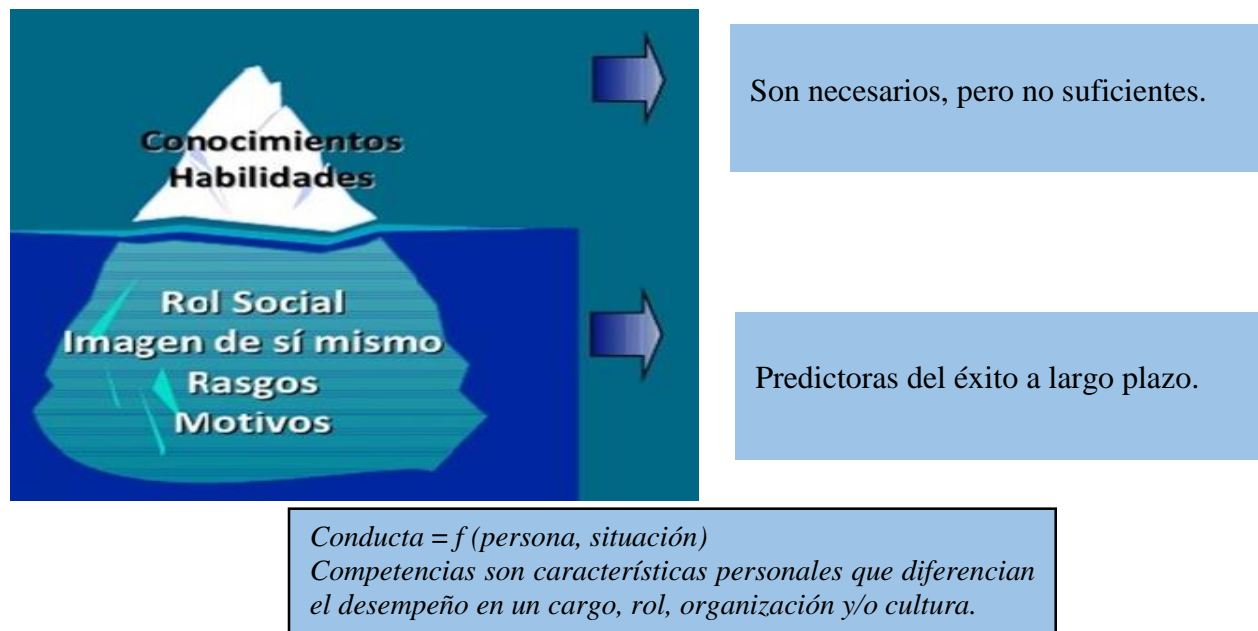 Conocimientos
Habilidades
Son necesarios, pero no suficientes.
Rol Social
Imagen de sí mismo
Rasgos
Motivos
Predictoras del éxito a largo plazo.
Conducta = f (persona, situación)
Competencias son características personales que diferencian
el desempeño en un cargo, rol, organización y/o cultura.